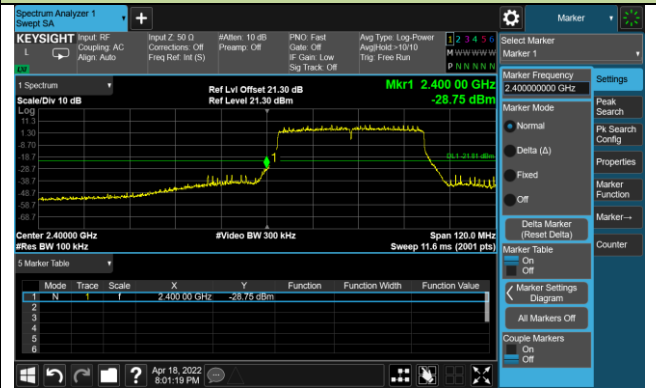 Spectrum Analyzer 1
Swept SA
+
Marker
KEYSIGHT
L
LXI
Input: RF
Coupling: AC
Align: Auto
Input Z: 50 Ω
Corrections: Off
Freq Ref: Int (S)
#Atten: 10 dB
Preamp: Off
PNO: Fast
Gate: Off
IF Gain: Low
Sig Track: Off
Avg Type: Log-Power
Avg|Hold:>10/10
Trig: Free Run
1 2 3 4 5 6
M W W W W W
P N N N N N
Select Marker
Marker 1
1 Spectrum
Scale/Div 10 dB
Log
Ref Lvl Offset 21.30 dB
Ref Level 21.30 dBm
Mkr1 2.400 00 GHz
-28.75 dBm
11.3
1.30
-8.70
-18.7
-28.7
-38.7
-48.7
-58.7
-68.7
1
DL1 -21.81 dBm
Center 2.40000 GHz
#Res BW 100 kHz
#Video BW 300 kHz
Span 120.0 MHz
Sweep 11.6 ms (2001 pts)
5 Marker Table
Mode Trace Scale X Y Function Function Width Function Value
1 N 1 f 2.400 00 GHz -28.75 dBm
2
3
4
5
6
Marker Frequency
2.400000000 GHz
Marker Mode
Normal
Delta (Δ)
Fixed
Off
Delta Marker
(Reset Delta)
Marker Table
On
Off
Marker Settings
Diagram
All Markers Off
Couple Markers
On
Off
Settings
Peak
Search
Pk Search
Config
Properties
Marker
Function
Marker→
Counter
?
Apr 18, 2022
8:01:19 PM